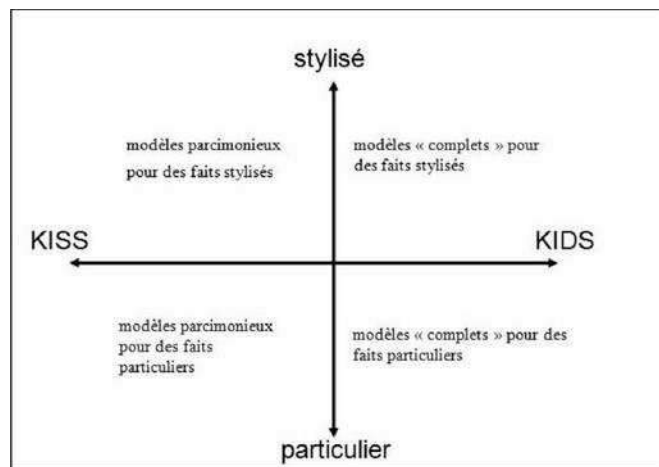 stylisé
modèles parcimonieux
pour des faits stylisés
modèles « complets » pour
des faits stylisés
KISS
KIDS
modèles parcimonieux
pour des faits
particuliers
modèles « complets » pour des
faits particuliers
particulier